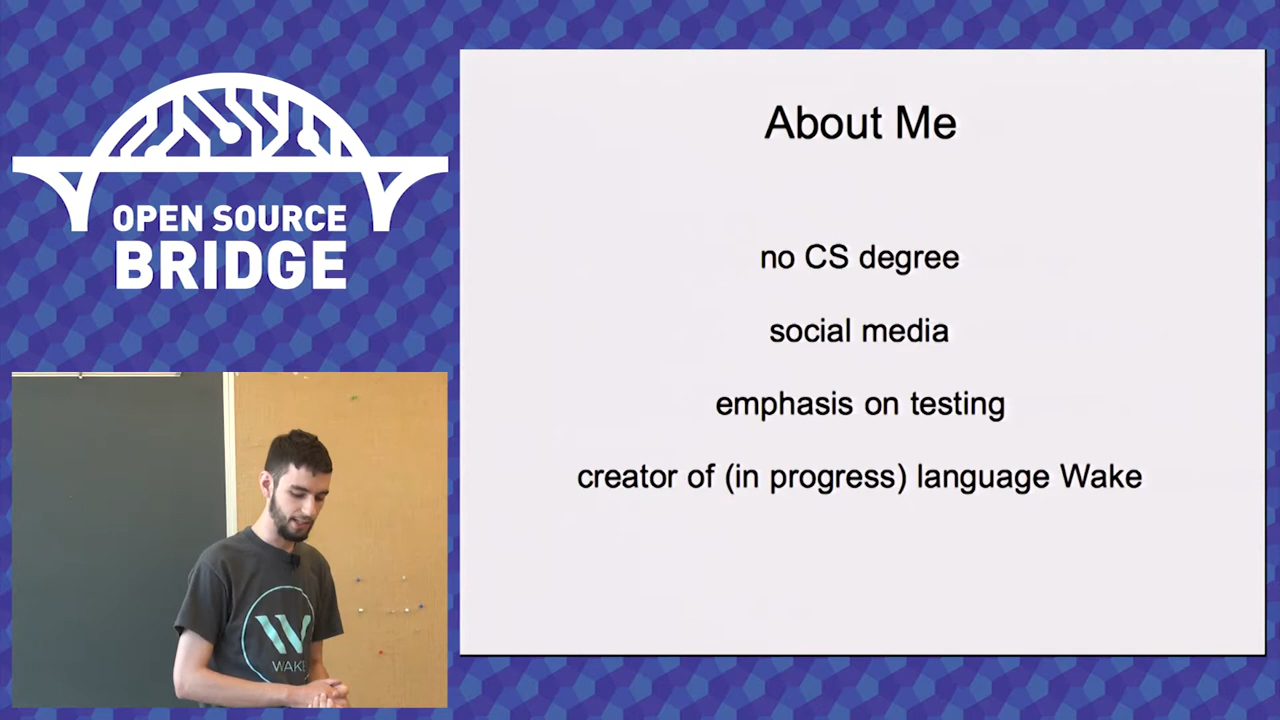 OPEN SOURCE
BRIDGE
About Me
no CS degree
social media
emphasis on testing
creator of (in progress) language Wake
W
WAKE